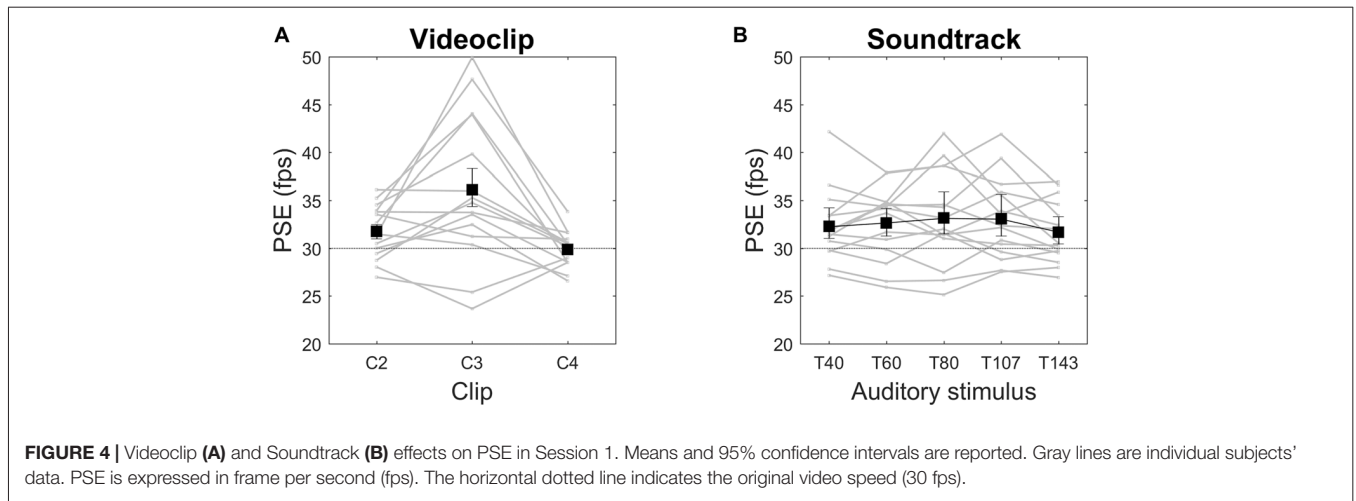 A Videoclip
50
45
40
35
30
25
20
PSE (fps)
C2 C3 C4
Clip
B Soundtrack
50
45
40
35
30
25
20
PSE (fps)
T40 T60 T80 T107 T143
Auditory stimulus
FIGURE 4 | Videoclip (A) and Soundtrack (B) effects on PSE in Session 1. Means and 95% confidence intervals are reported. Gray lines are individual subjects’
data. PSE is expressed in frame per second (fps). The horizontal dotted line indicates the original video speed (30 fps).